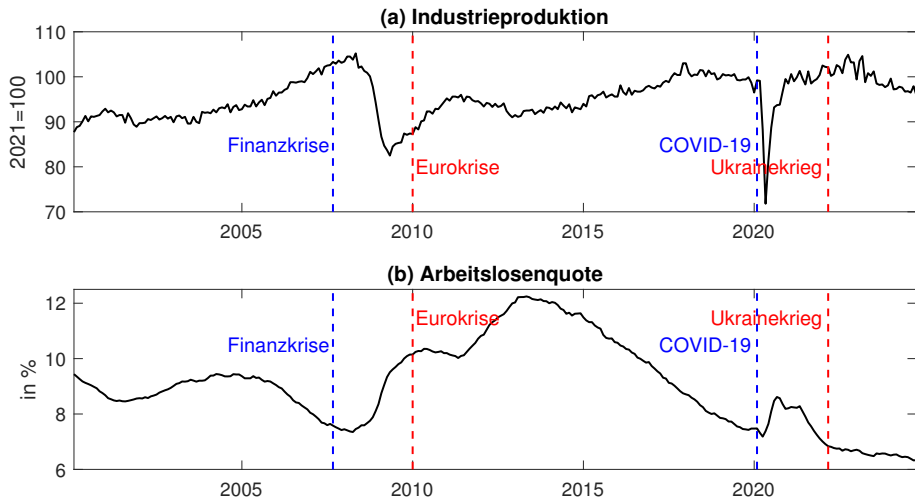 (a) Industrieproduktion
110
100
90
80
70
2021=100
Finanzkrise
Eurokrise
COVID-19
Ukrainekrieg
2005
2010
2015
2020
(b) Arbeitslosenquote
12
10
8
6
in %
Eurokrise
Ukrainekrieg
Finanzkrise
COVID-19
2005
2010
2015
2020